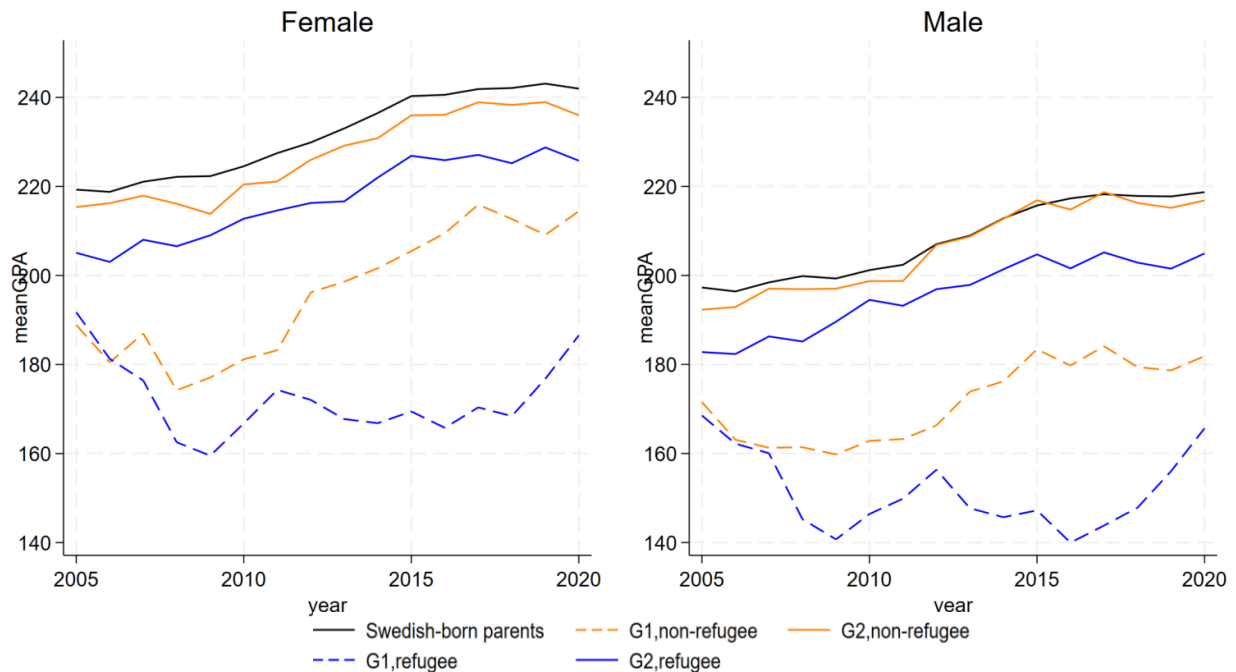 Female
Male
240
220
200
180
160
140
meanGPA
2005
2010
2015
2020
year
240
220
200
180
160
140
meanGPA
2005
2010
2015
2020
year
Swedish-born parents
G1,non-refugee
G2,non-refugee
G1,refugee
G2,refugee